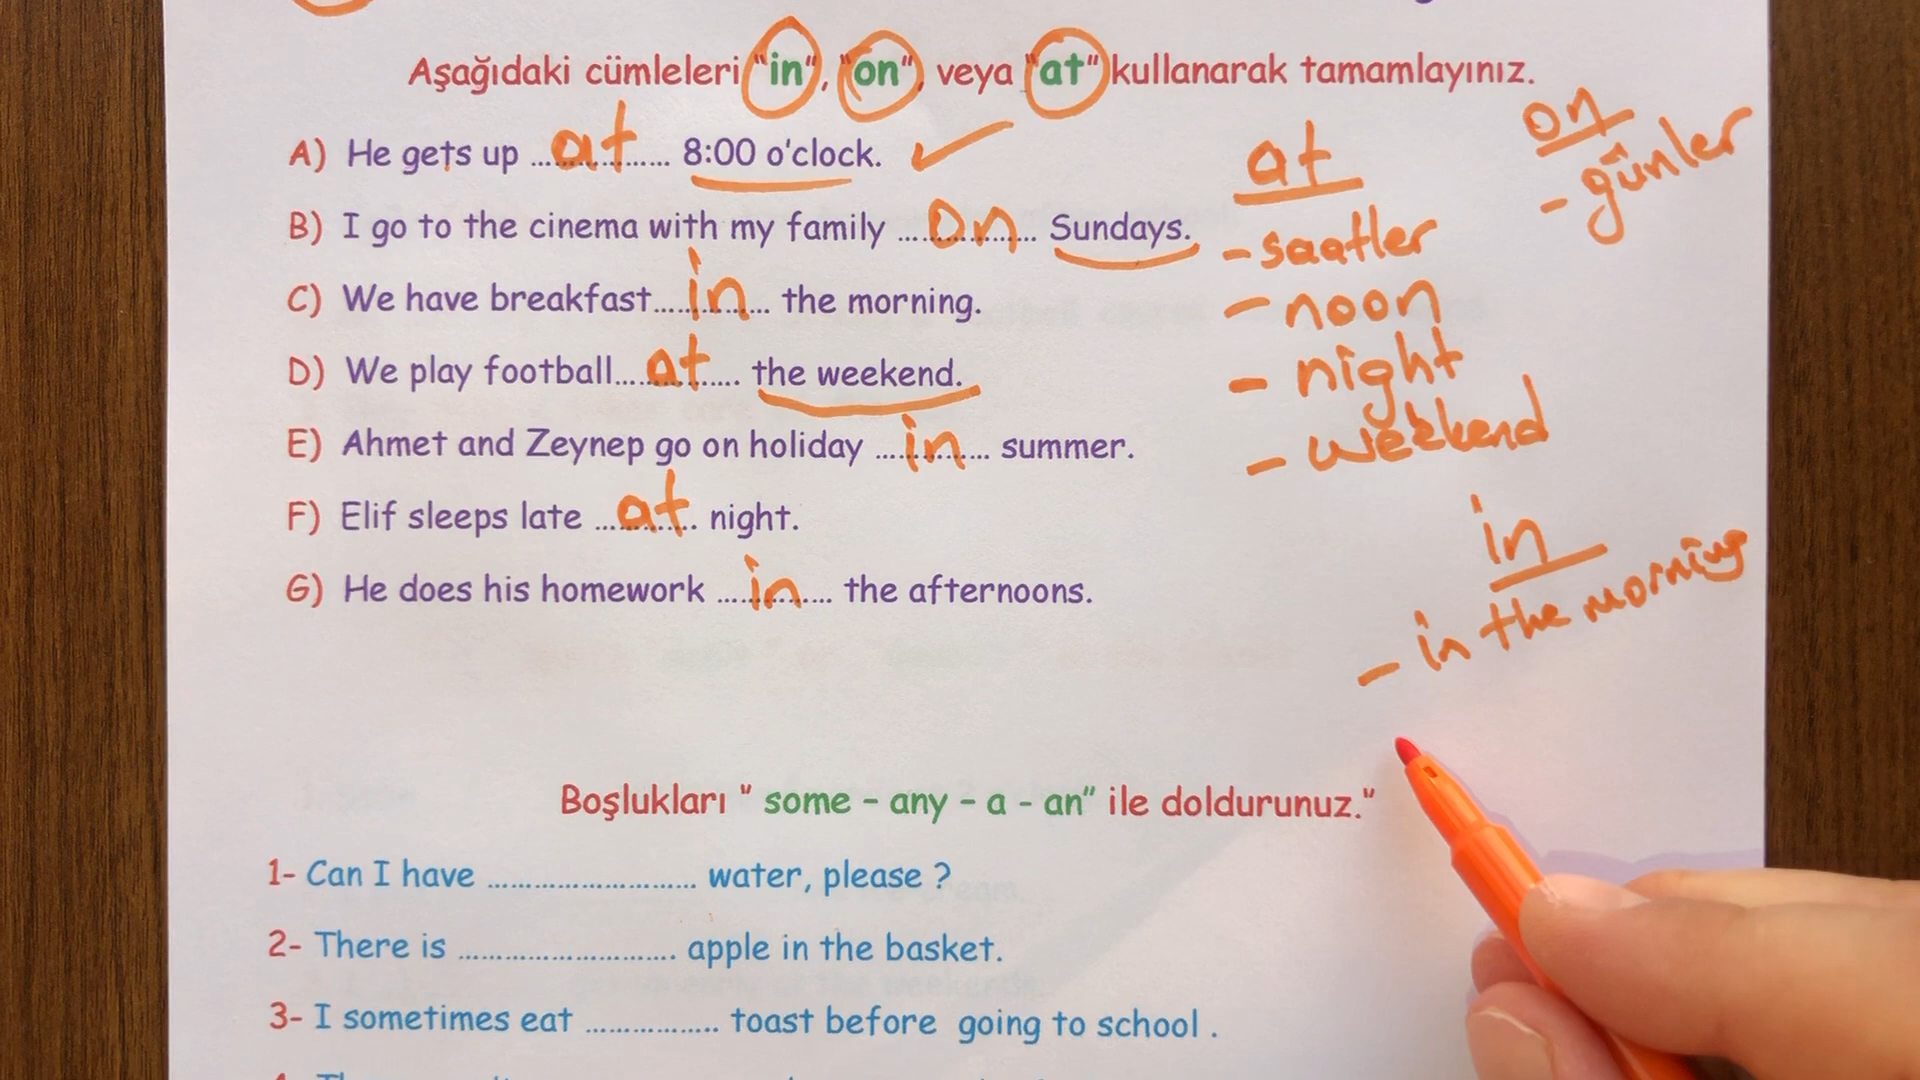 Aşağıdaki cümleleri "in", "on", veya "at" kullanarak tamamlayınız.
A) He gets up ...at... 8:00 o'clock.
B) I go to the cinema with my family ...on... Sundays.
C) We have breakfast...in... the morning.
D) We play football...at... the weekend.
E) Ahmet and Zeynep go on holiday ...in... summer.
F) Elif sleeps late ...at... night.
G) He does his homework ...in... the afternoons.
at
- saatler
- noon
- night
- weekend
on
- günler
in
- in the morning
Boşlukları " some - any - a - an" ile doldurunuz."
1- Can I have ........................... water, please ?
2- There is ............................ apple in the basket.
3- I sometimes eat ................. toast before going to school .